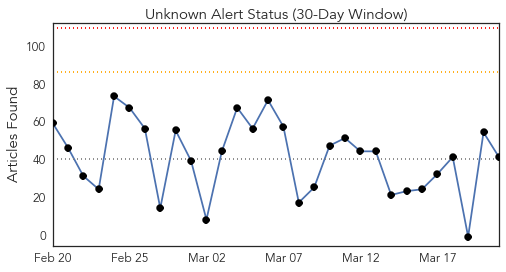 Unknown Alert Status (30-Day Window)
Articles Found
100
80
60
40
20
0
Feb 20 Feb 25 Mar 02 Mar 07 Mar 12 Mar 17